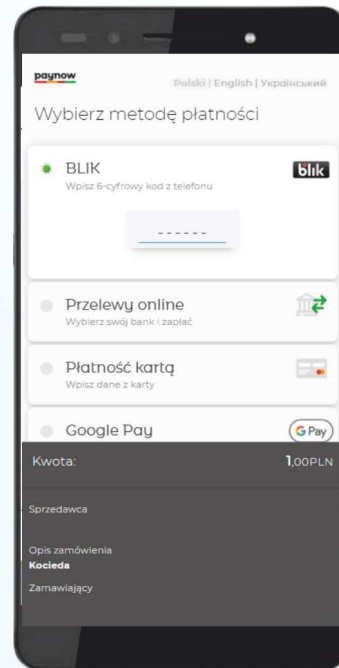 paynow
Polski | English | Український
Wybierz metodę płatności
BLIK
blik
Wpisz 6-cyfrowy kod z telefonu
------
Przelewy online
Wybierz swój bank i zapłać
Płatność kartą
Wpisz dane z karty
Google Pay
G Pay
Kwota: 1,00PLN
Sprzedawca
Opis zamówienia
Kocieda
Zamawiający